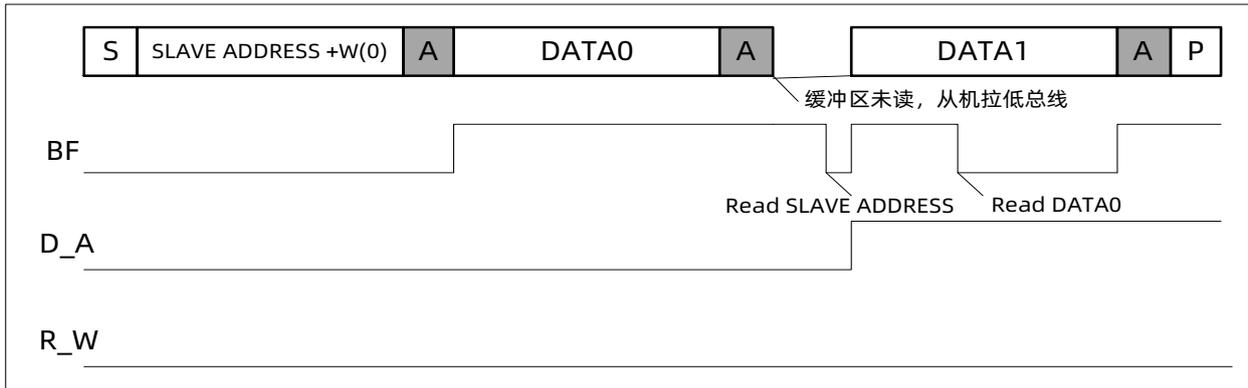 S SLAVE ADDRESS +W(0) A DATA0 A DATA1 A P
缓冲区未读，从机拉低总线
BF
Read SLAVE ADDRESS Read DATA0
D_A
R_W